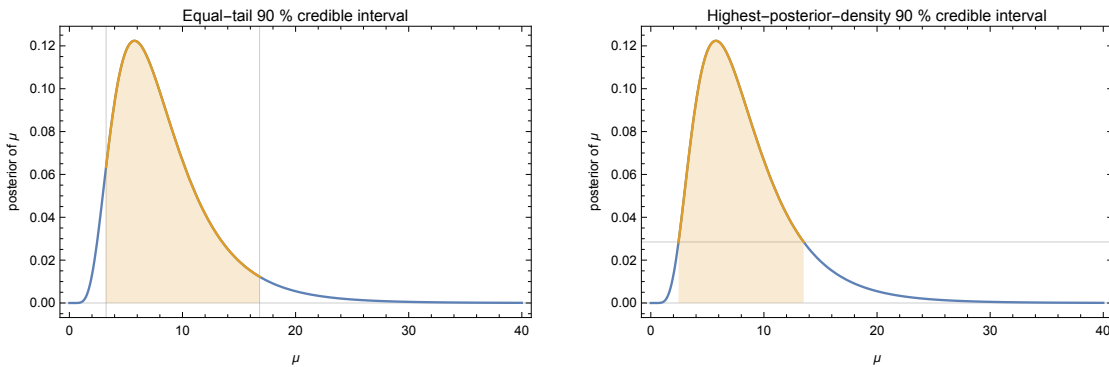 Equal-tail 90 % credible interval
0.12
0.10
0.08
0.06
0.04
0.02
0.00
posterior of μ
0 10 20 30 40
μ
Highest-posterior-density 90 % credible interval
0.12
0.10
0.08
0.06
0.04
0.02
0.00
posterior of μ
0 10 20 30 40
μ